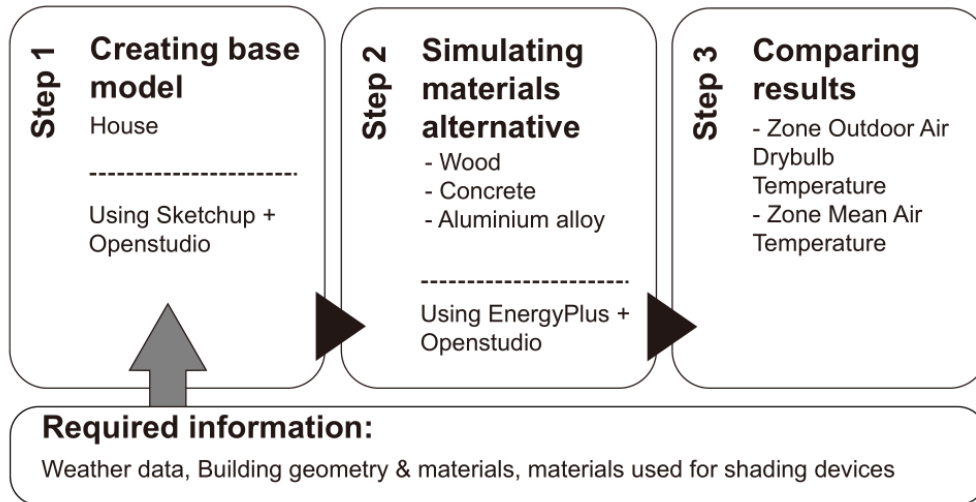 Step 1
Creating base
model
House
Using Sketchup +
Openstudio
Step 2
Simulating
materials
alternative
- Wood
- Concrete
- Aluminium alloy
Using EnergyPlus +
Openstudio
Step 3
Comparing
results
- Zone Outdoor Air
Drybulb
Temperature
- Zone Mean Air
Temperature
Required information:
Weather data, Building geometry & materials, materials used for shading devices